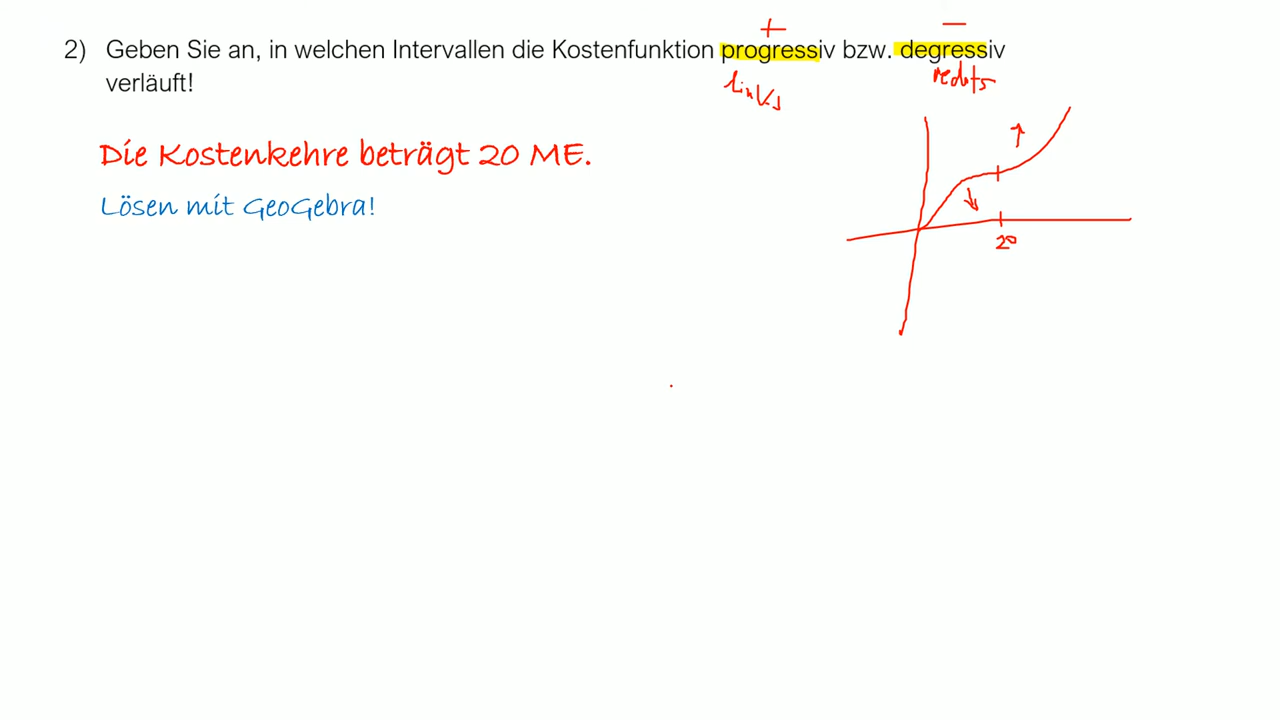 + −
2) Geben Sie an, in welchen Intervallen die Kostenfunktion progressiv bzw. degressiv
verläuft!
links rechts
Die Kostenkehre beträgt 20 ME.
Lösen mit GeoGebra!
20